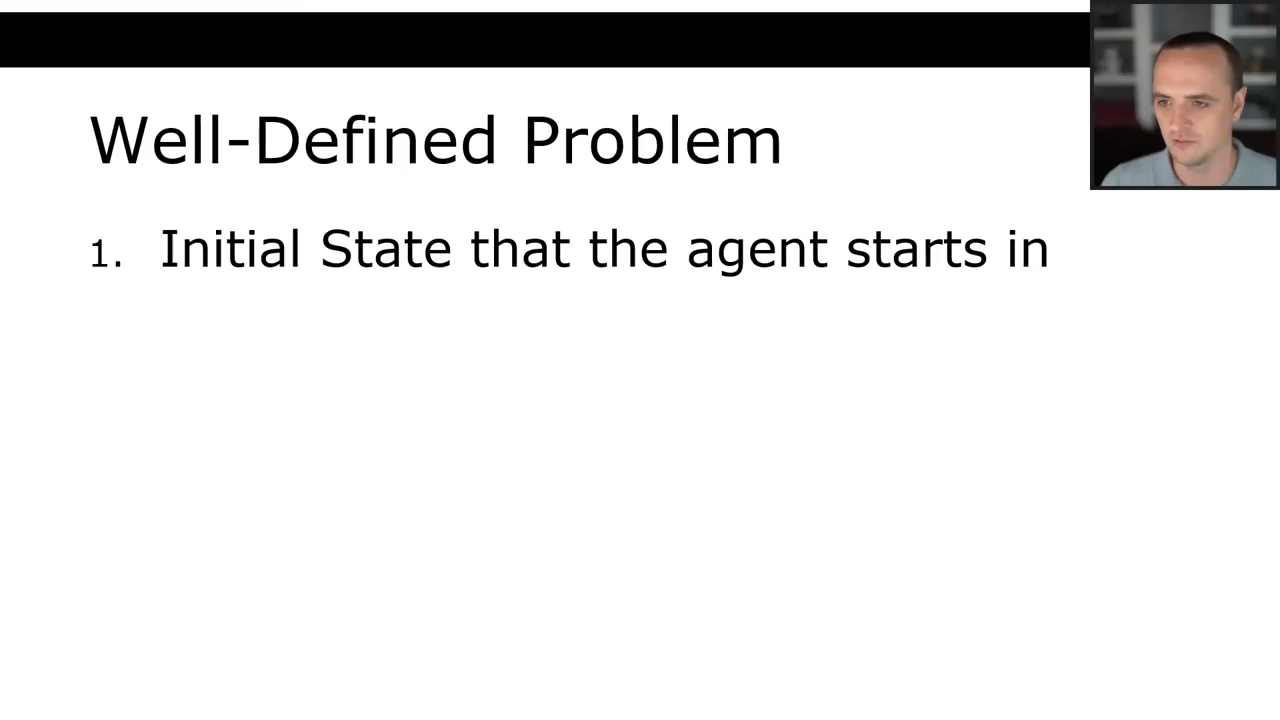 Well-Defined Problem
1. Initial State that the agent starts in